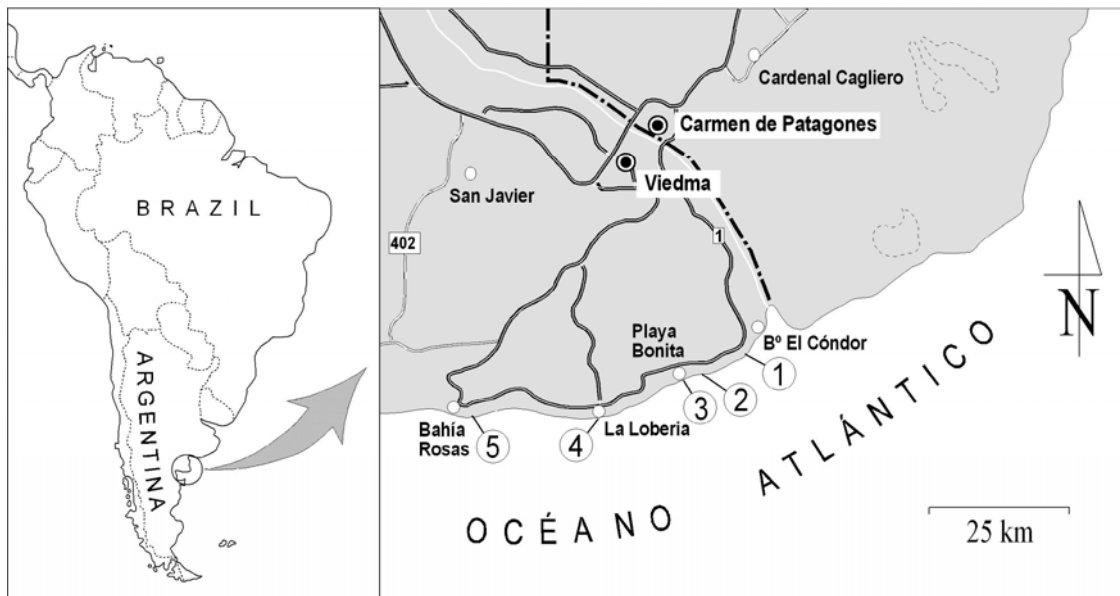 BRAZIL
ARGENTINA
Cardenal Cagliero
Carmen de Patagones
San Javier
Viedma
402
1
Playa
Bonita
Bº El Cóndor
1
2
3
4
5
La Loberia
Bahía
Rosas
N
OCÉANO ATLÁNTICO
25 km